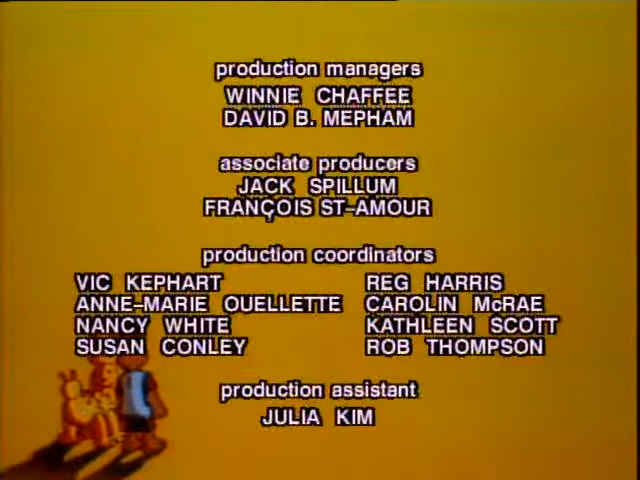 production managers
WINNIE CHAFFEE
DAVID B. MEPHAM
associate producers
JACK SPILLUM
FRANÇOIS ST-AMOUR
production coordinators
VIC KEPHART
ANNE-MARIE OUELLETTE
NANCY WHITE
SUSAN CONLEY
REG HARRIS
CAROLIN McRAE
KATHLEEN SCOTT
ROB THOMPSON
production assistant
JULIA KIM